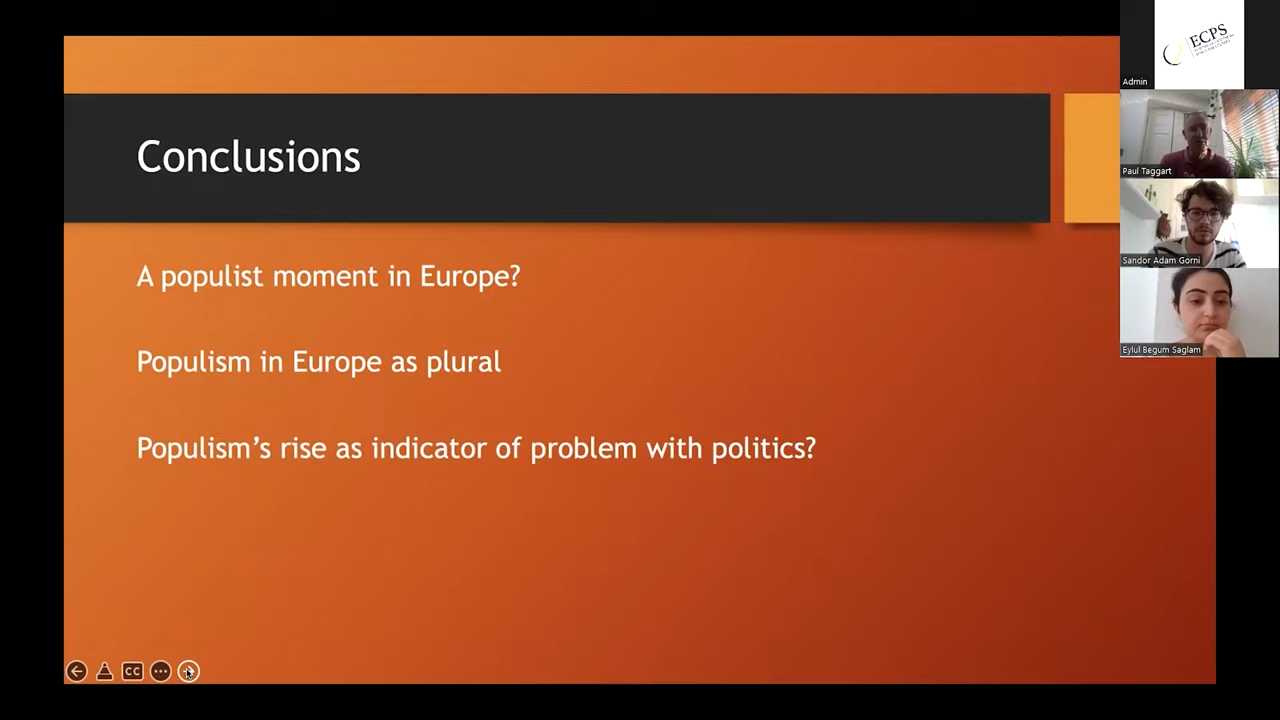 Conclusions
A populist moment in Europe?
Populism in Europe as plural
Populism’s rise as indicator of problem with politics?
CC
ECPS
Admin
Paul Taggart
Sandor Adam Gorni
Eylul Begum Saglam